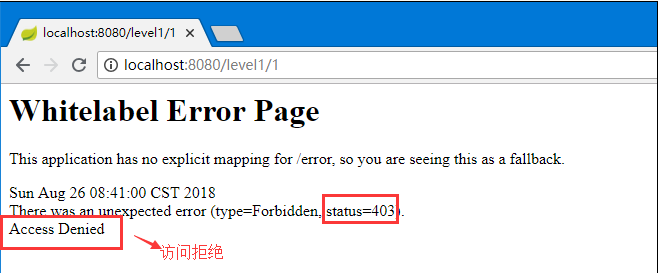 localhost:8080/level1/1
localhost:8080/level1/1
Whitelabel Error Page
This application has no explicit mapping for /error, so you are seeing this as a fallback.
Sun Aug 26 08:41:00 CST 2018
There was an unexpected error (type=Forbidden, status=403).
Access Denied
访问拒绝